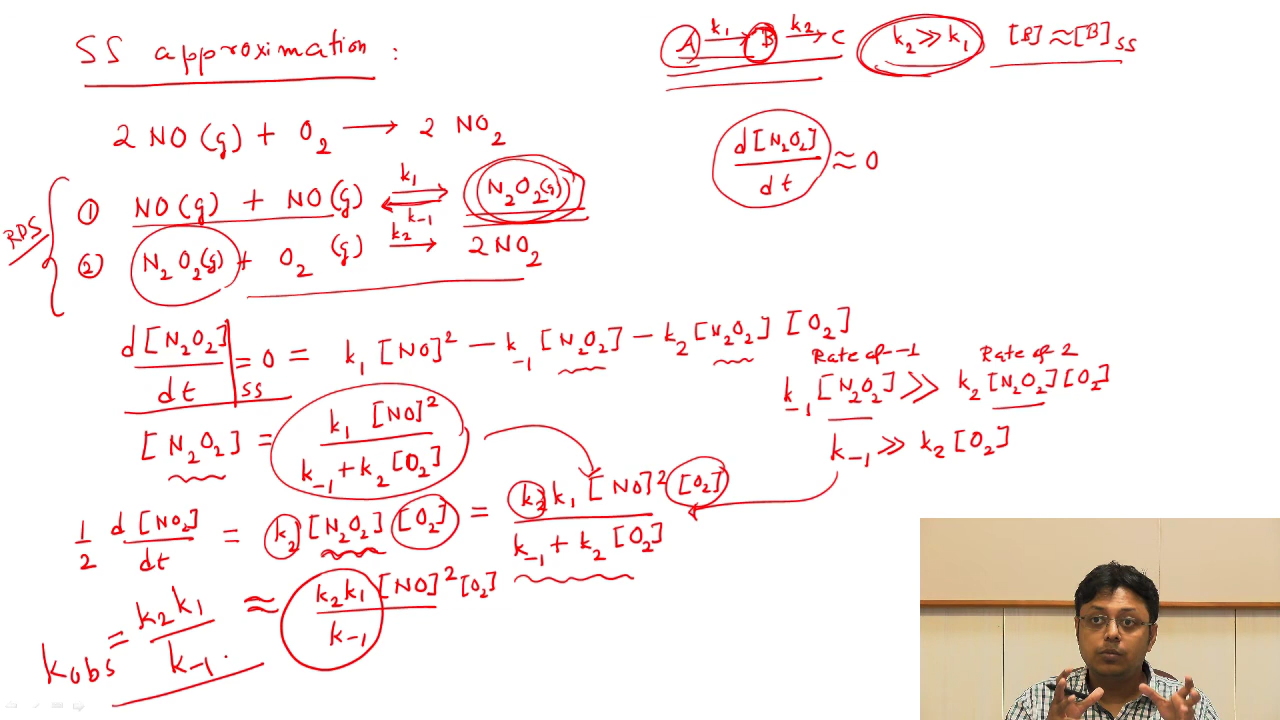 SS approximation :
2 NO (g) + O₂ ⟶ 2 NO₂
RDS
① NO(g) + NO(g) ⇌ N₂O₂(g) k₁ k₋₁
② N₂O₂(g) + O₂ (g) ⟶ 2NO₂ k₂
A ⟶ B ⟶ C k₁ k₂ k₂ ≫ k₁ [B] ≈ [B]ss
d[N₂O₂]/dt ≈ 0
d[N₂O₂]/dt |ss = 0 = k₁ [NO]² − k₋₁ [N₂O₂] − k₂ [N₂O₂] [O₂]
Rate of −1 Rate of 2
k₋₁ [N₂O₂] ≫ k₂ [N₂O₂][O₂]
k₋₁ ≫ k₂ [O₂]
[N₂O₂] = k₁ [NO]² / k₋₁ + k₂ [O₂]
1/2 d[NO₂]/dt = k₂ [N₂O₂] [O₂] = k₂k₁ [NO]² [O₂] / k₋₁ + k₂ [O₂]
≈ k₂k₁ [NO]² [O₂] / k₋₁
kobs = k₂k₁ / k₋₁ .